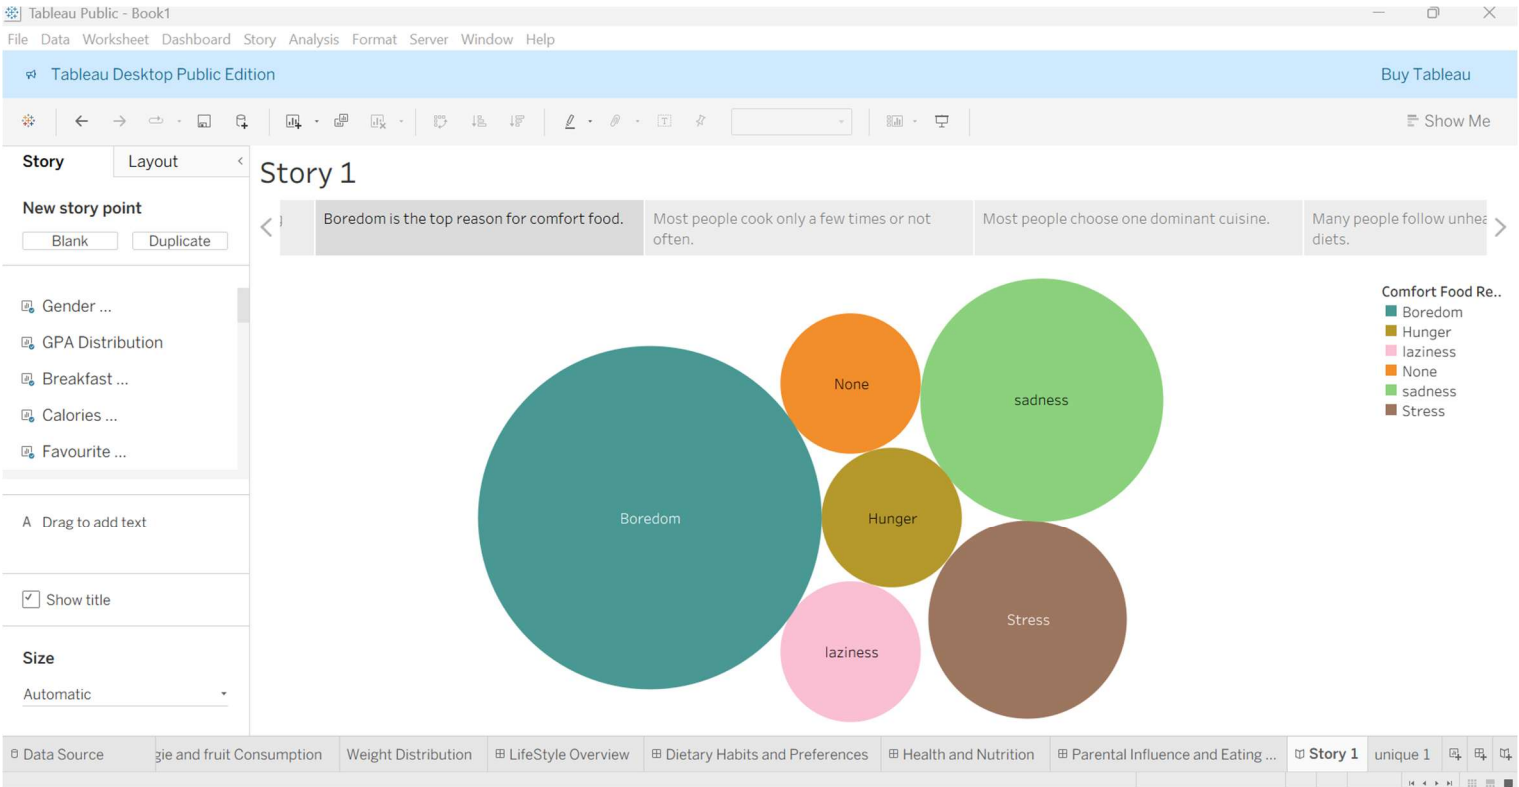 Tableau Public - Book1
File Data Worksheet Dashboard Story Analysis Format Server Window Help
Tableau Desktop Public Edition
Buy Tableau
Show Me
Story
Layout
New story point
Blank
Duplicate
Gender ...
GPA Distribution
Breakfast ...
Calories ...
Favourite ...
A Drag to add text
Show title
Size
Automatic
Story 1
Boredom is the top reason for comfort food.
Most people cook only a few times or not
often.
Most people choose one dominant cuisine.
Many people follow unhea
diets.
None
sadness
Boredom
Hunger
Stress
laziness
Comfort Food Re..
Boredom
Hunger
laziness
None
sadness
Stress
Data Source
gie and fruit Consumption
Weight Distribution
LifeStyle Overview
Dietary Habits and Preferences
Health and Nutrition
Parental Influence and Eating ...
Story 1
unique 1